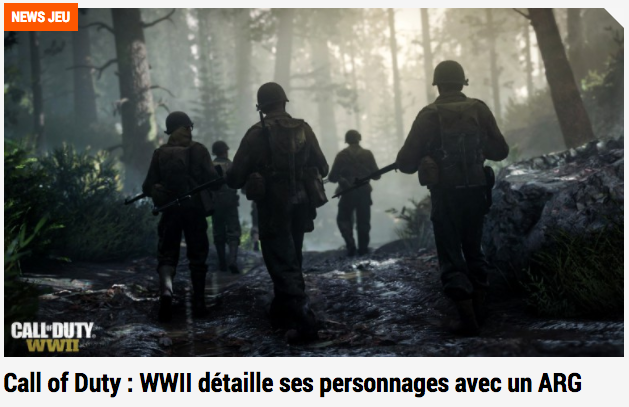 NEWS JEU
CALL OF DUTY
WWII
Call of Duty : WWII détaille ses personnages avec un ARG